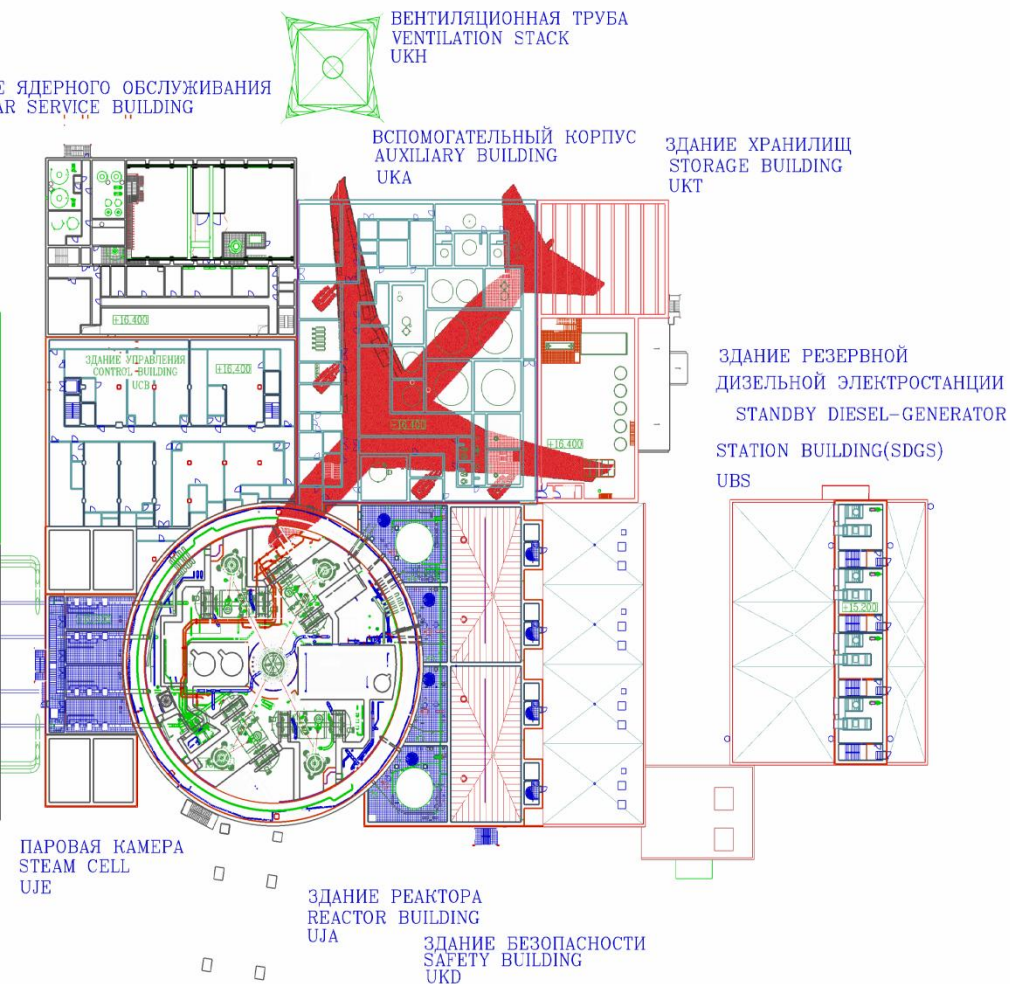 ВЕНТИЛЯЦИОННАЯ ТРУБА
VENTILATION STACK
UKH
Е ЯДЕРНОГО ОБСЛУЖИВАНИЯ
AR SERVICE BUILDING
ВСПОМОГАТЕЛЬНЫЙ КОРПУС
AUXILIARY BUILDING
UKA
ЗДАНИЕ ХРАНИЛИЩ
STORAGE BUILDING
UKT
+16.400
ЗДАНИЕ УПРАВЛЕНИЯ
CONTROL BUILDING
UCB
+16.400
+16.400
+16.400
ЗДАНИЕ РЕЗЕРВНОЙ
ДИЗЕЛЬНОЙ ЭЛЕКТРОСТАНЦИИ
STANDBY DIESEL-GENERATOR
STATION BUILDING(SDGS)
UBS
+15.200
ПАРОВАЯ КАМЕРА
STEAM CELL
UJE
ЗДАНИЕ РЕАКТОРА
REACTOR BUILDING
UJA
ЗДАНИЕ БЕЗОПАСНОСТИ
SAFETY BUILDING
UKD